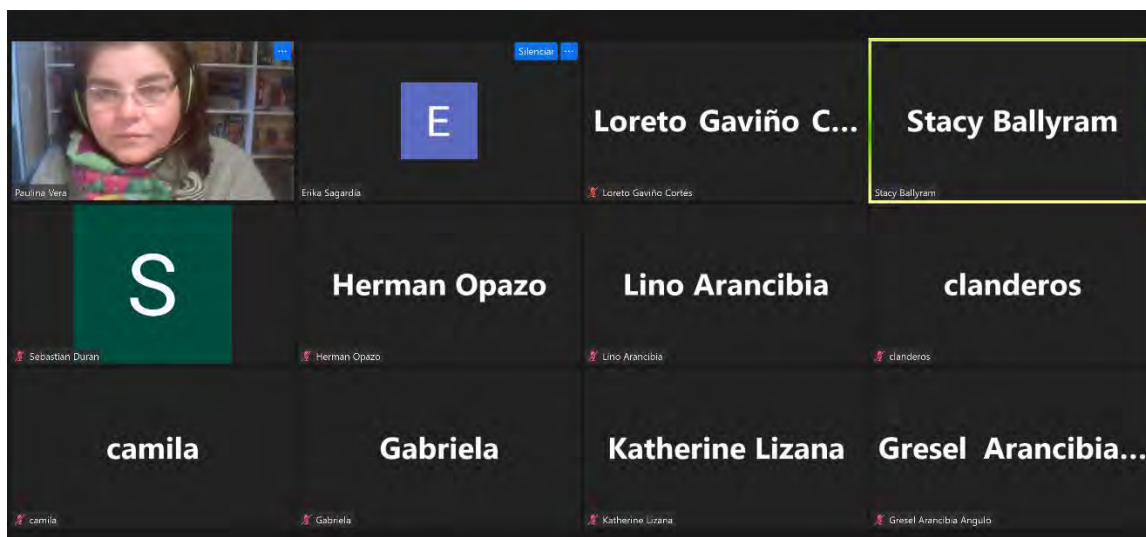 ···
Paulina Vera
Silenciar ···
E
Erika Sagardía
Loreto Gaviño C...
Loreto Gaviño Cortés
Stacy Ballyram
Stacy Ballyram
S
Sebastian Duran
Herman Opazo
Herman Opazo
Lino Arancibia
Lino Arancibia
clanderos
clanderos
camila
camila
Gabriela
Gabriela
Katherine Lizana
Katherine Lizana
Gresel Arancibia...
Gresel Arancibia Angulo